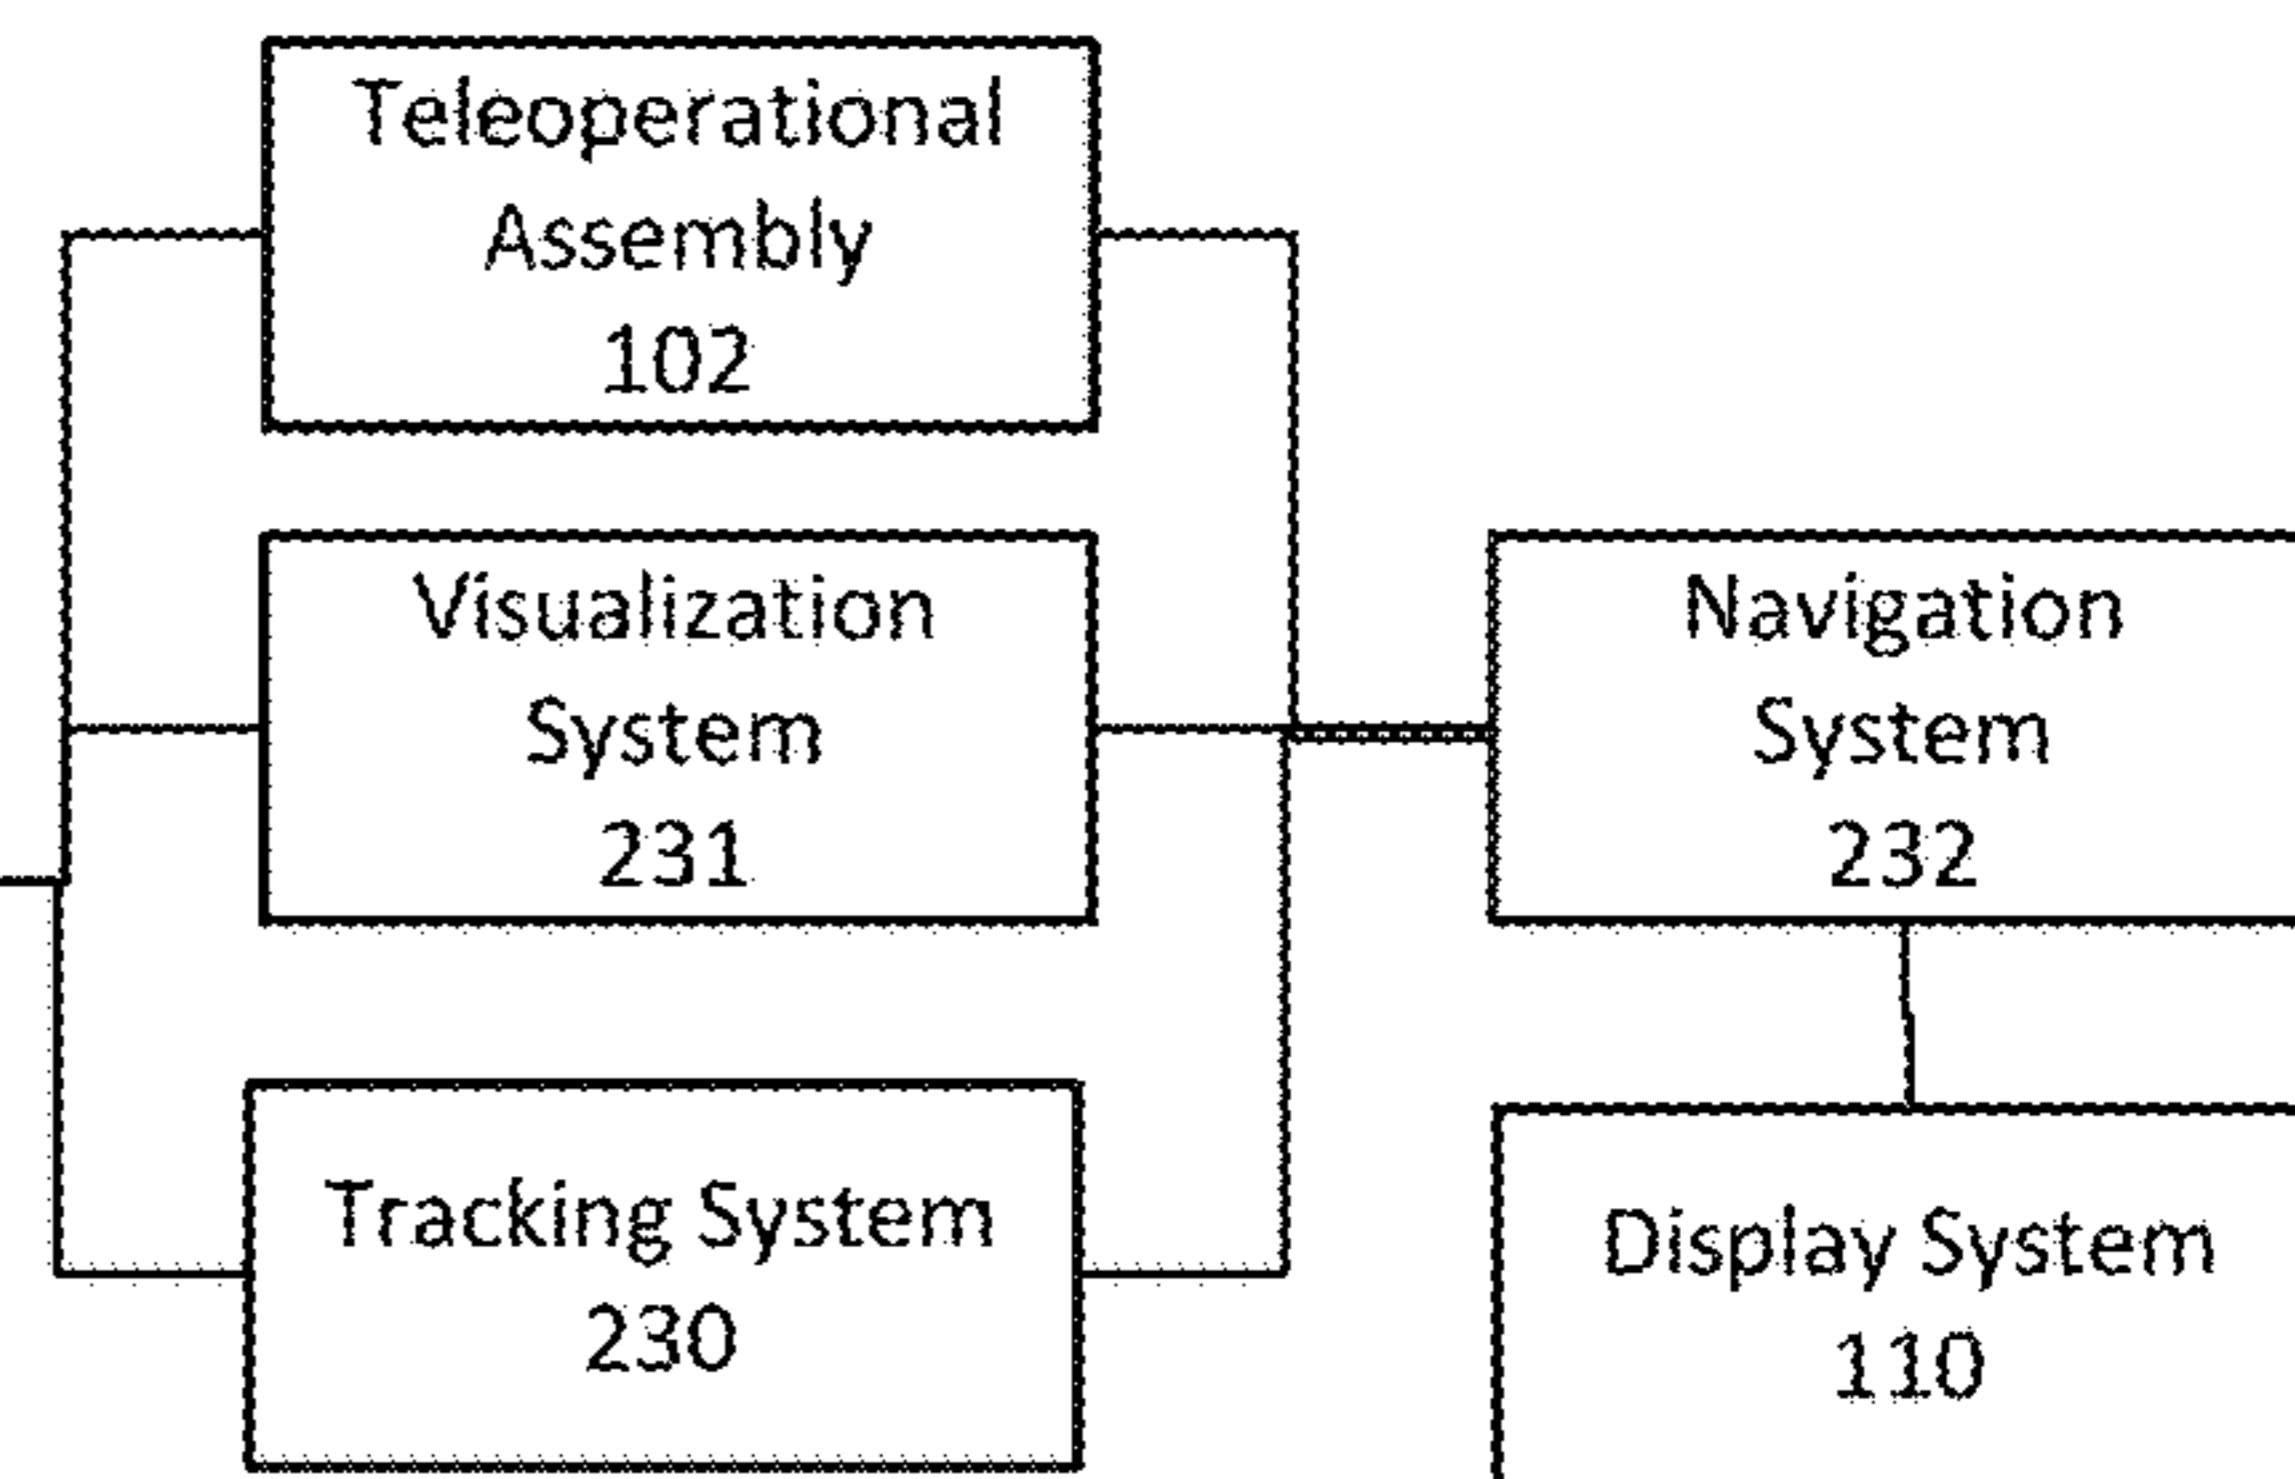 Teleoperational
Assembly
102
Visualization
System
231
Navigation
System
232
Tracking System
230
Display System
110